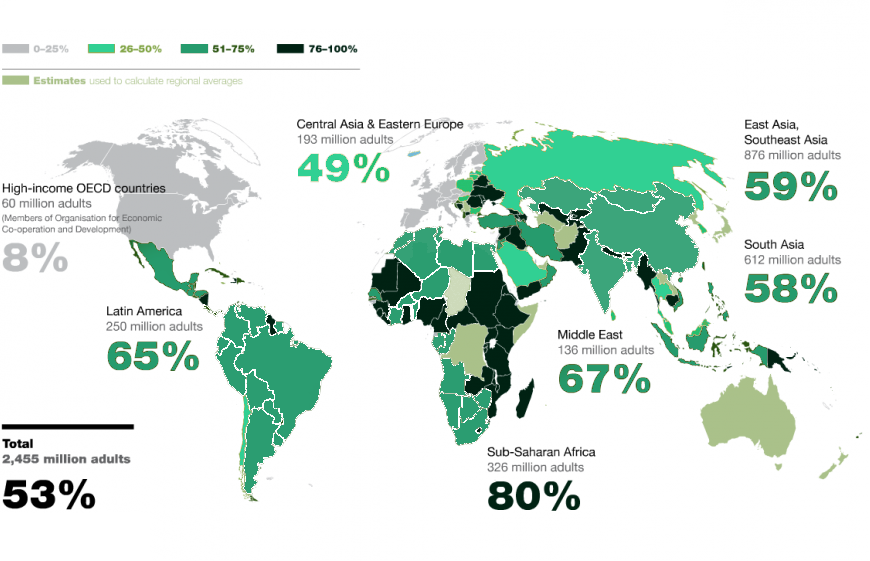 0–25%
26–50%
51–75%
76–100%
Estimates used to calculate regional averages
Central Asia & Eastern Europe
193 million adults
49%
East Asia,
Southeast Asia
876 million adults
59%
High-income OECD countries
60 million adults
(Members of Organisation for Economic
Co-operation and Development)
8%
South Asia
612 million adults
58%
Latin America
250 million adults
65%
Middle East
136 million adults
67%
Total
2,455 million adults
53%
Sub-Saharan Africa
326 million adults
80%